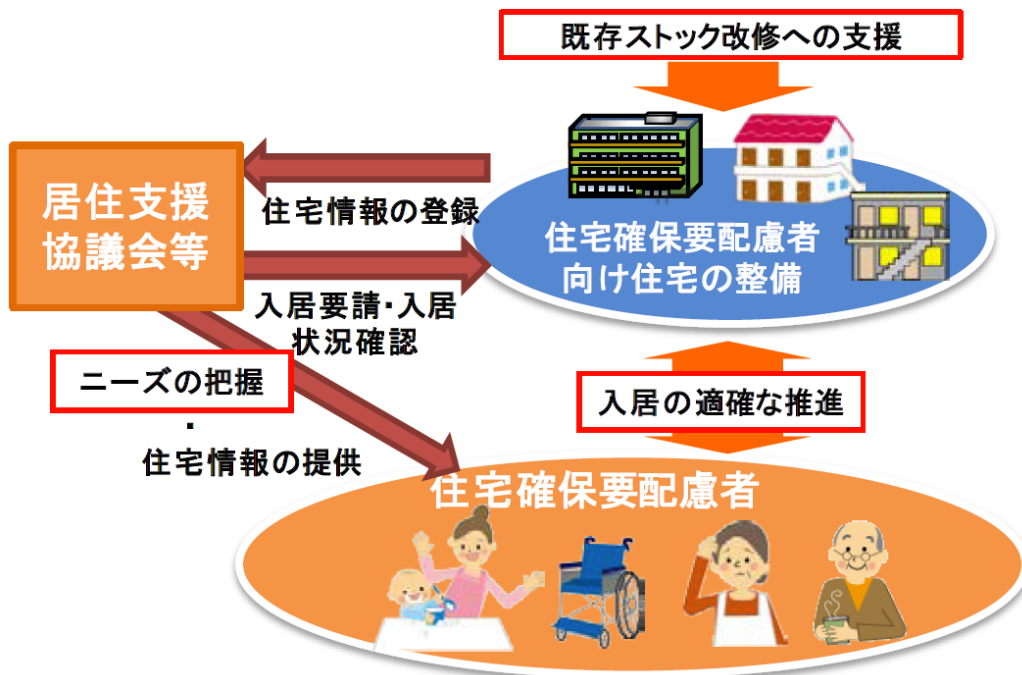 既存ストック改修への支援
居住支援
協議会等
住宅情報の登録
住宅確保要配慮者
向け住宅の整備
入居要請・入居
状況確認
ニーズの把握
・
住宅情報の提供
入居の適確な推進
住宅確保要配慮者